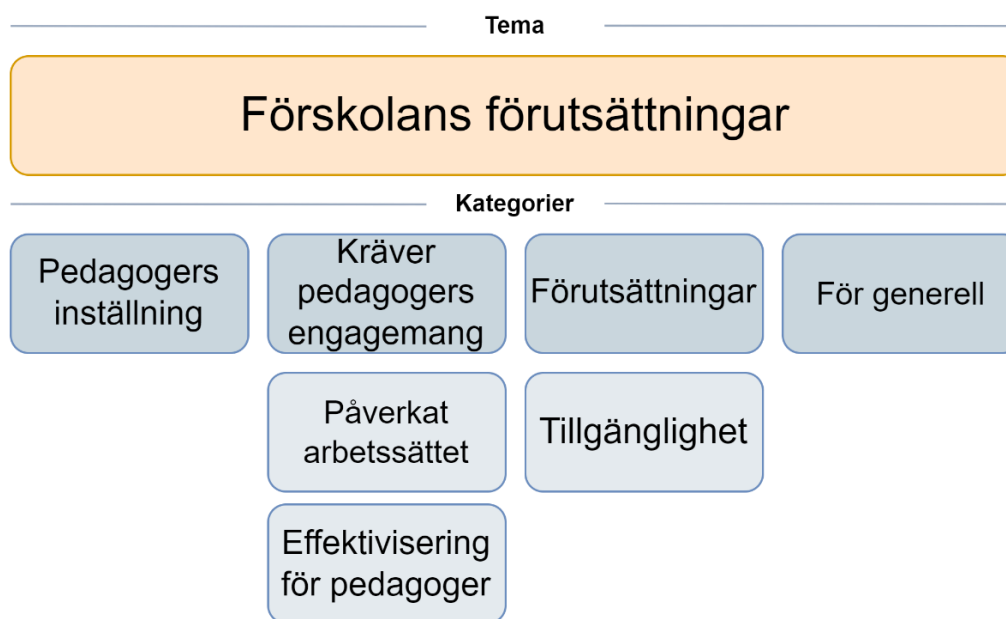 Tema
Förskolans förutsättningar
Kategorier
Pedagogers
inställning
Kräver
pedagogers
engagemang
Förutsättningar
För generell
Påverkat
arbetssättet
Tillgänglighet
Effektivisering
för pedagoger